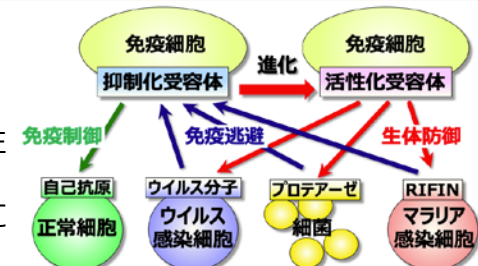 免疫細胞
免疫細胞
抑制化受容体
進化
活性化受容体
免疫制御
免疫逃避
生体防御
自己抗原
ウイルス分子
プロテアーゼ
RIFIN
正常細胞
ウイルス
感染細胞
細菌
マラリア
感染細胞